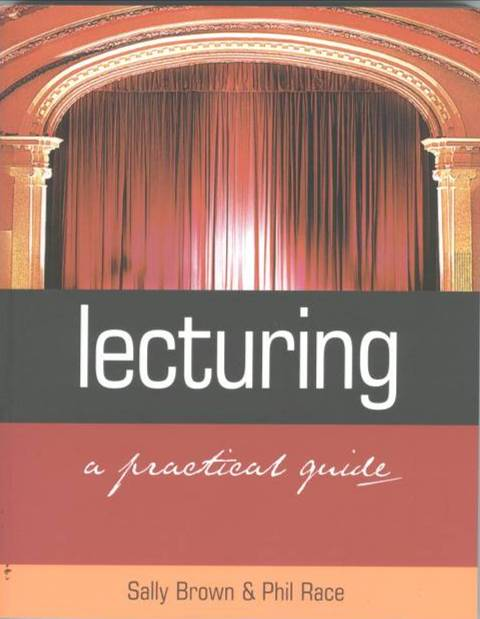 lecturing
a practical guide
Sally Brown & Phil Race